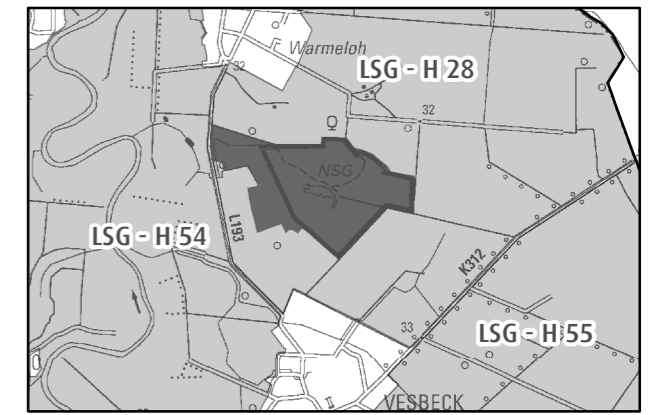 Warmeloh
LSG - H 28
32
32
NSG
LSG - H 54
L193
K312
33
LSG - H 55
VESBECK